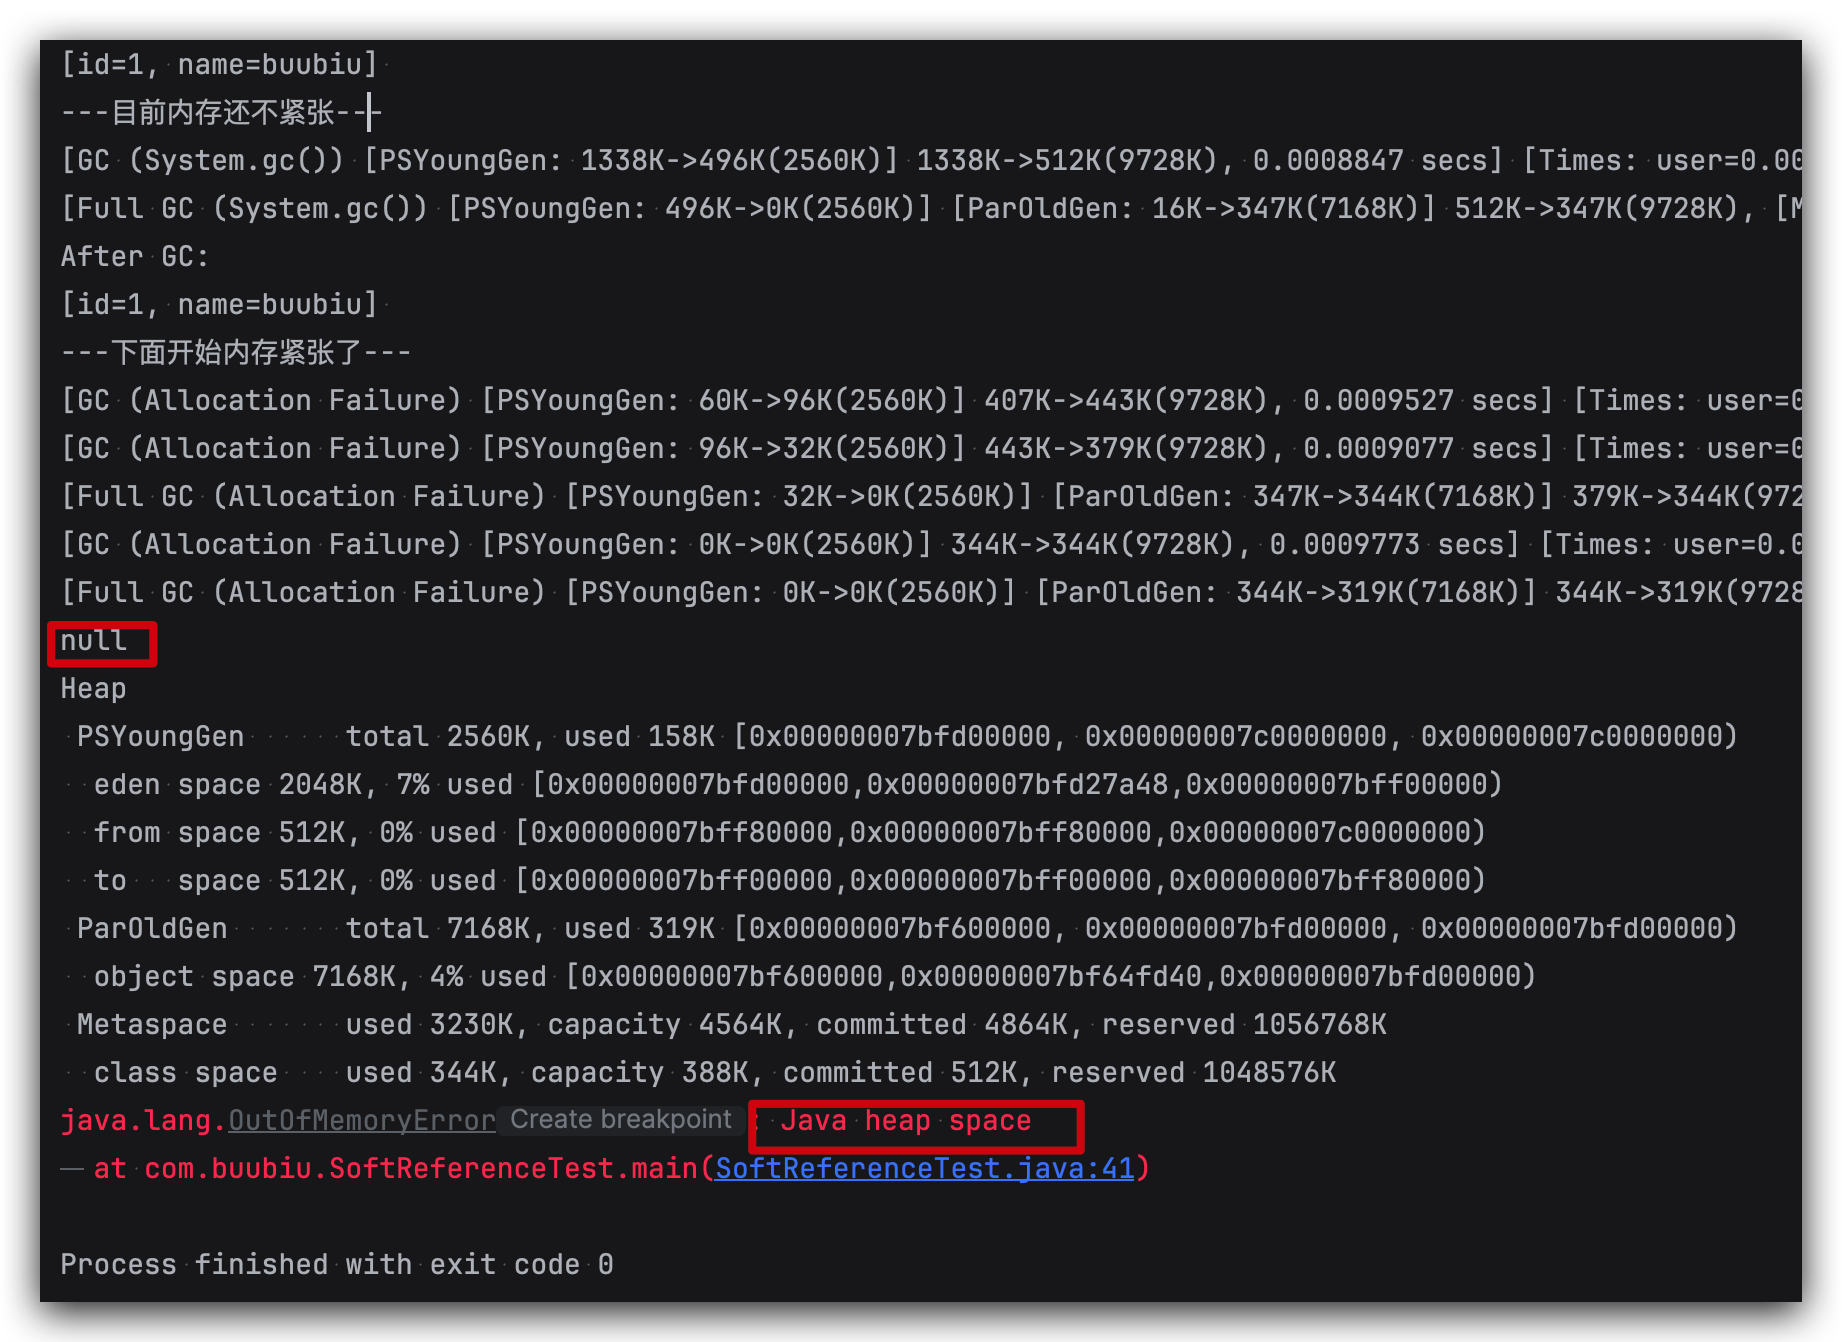 [id=1, name=buubiu]
---目前内存还不紧张---
[GC (System.gc()) [PSYoungGen: 1338K->496K(2560K)] 1338K->512K(9728K), 0.0008847 secs] [Times: user=0.00
[Full GC (System.gc()) [PSYoungGen: 496K->0K(2560K)] [ParOldGen: 16K->347K(7168K)] 512K->347K(9728K), [M
After GC:
[id=1, name=buubiu]
---下面开始内存紧张了---
[GC (Allocation Failure) [PSYoungGen: 60K->96K(2560K)] 407K->443K(9728K), 0.0009527 secs] [Times: user=0
[GC (Allocation Failure) [PSYoungGen: 96K->32K(2560K)] 443K->379K(9728K), 0.0009077 secs] [Times: user=0
[Full GC (Allocation Failure) [PSYoungGen: 32K->0K(2560K)] [ParOldGen: 347K->344K(7168K)] 379K->344K(972
[GC (Allocation Failure) [PSYoungGen: 0K->0K(2560K)] 344K->344K(9728K), 0.0009773 secs] [Times: user=0.0
[Full GC (Allocation Failure) [PSYoungGen: 0K->0K(2560K)] [ParOldGen: 344K->319K(7168K)] 344K->319K(9728
null
Heap
PSYoungGen total 2560K, used 158K [0x00000007bfd00000, 0x00000007c0000000, 0x00000007c0000000)
eden space 2048K, 7% used [0x00000007bfd00000,0x00000007bfd27a48,0x00000007bff00000)
from space 512K, 0% used [0x00000007bff80000,0x00000007bff80000,0x00000007c0000000)
to space 512K, 0% used [0x00000007bff00000,0x00000007bff00000,0x00000007bff80000)
ParOldGen total 7168K, used 319K [0x00000007bf600000, 0x00000007bfd00000, 0x00000007bfd00000)
object space 7168K, 4% used [0x00000007bf600000,0x00000007bf64fd40,0x00000007bfd00000)
Metaspace used 3230K, capacity 4564K, committed 4864K, reserved 1056768K
class space used 344K, capacity 388K, committed 512K, reserved 1048576K
java.lang.OutOfMemoryError Create breakpoint : Java heap space
at com.buubiu.SoftReferenceTest.main(SoftReferenceTest.java:41)
Process finished with exit code 0